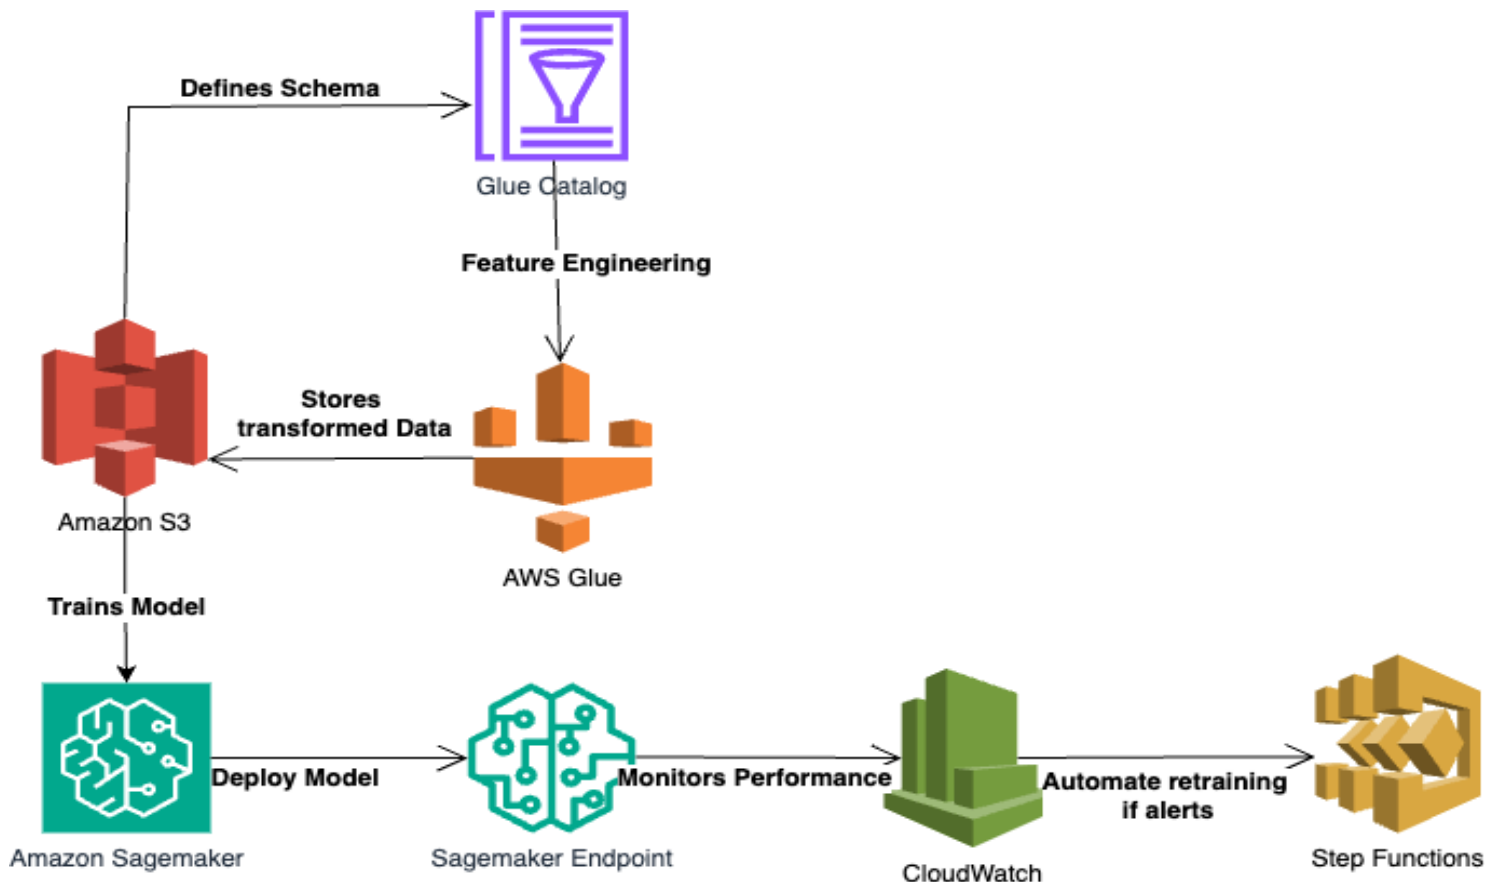 Defines Schema
Glue Catalog
Feature Engineering
Stores
transformed Data
Amazon S3
AWS Glue
Trains Model
Deploy Model
Monitors Performance
Automate retraining
if alerts
Amazon Sagemaker
Sagemaker Endpoint
CloudWatch
Step Functions